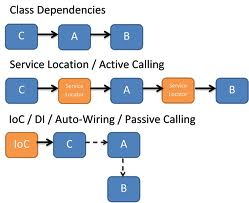 Class Dependencies
C A B
Service Location / Active Calling
C Service Locator A Service Locator B
IoC / DI / Auto-Wiring / Passive Calling
IoC C A
B